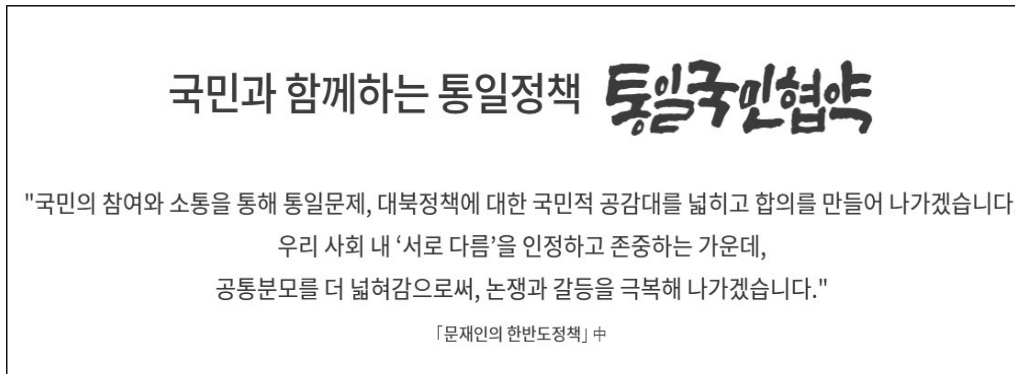 국민과 함께하는 통일정책 통일국민협약
"국민의 참여와 소통을 통해 통일문제, 대북정책에 대한 국민적 공감대를 넓히고 합의를 만들어 나가겠습니다.
우리 사회 내 ‘서로 다름’을 인정하고 존중하는 가운데,
공통분모를 더 넓혀감으로써, 논쟁과 갈등을 극복해 나가겠습니다."
「문재인의 한반도정책」中